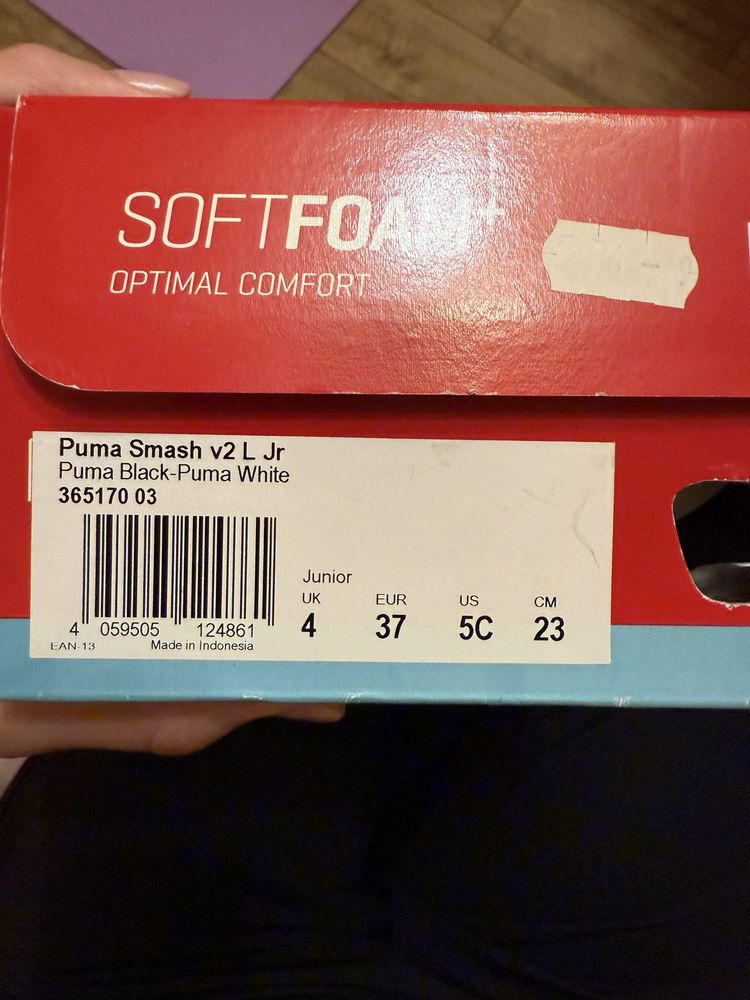 SOFTFOAM+
OPTIMAL COMFORT
Puma Smash v2 L Jr
Puma Black-Puma White
365170 03
4 059505 124861
EAN-13 Made in Indonesia
Junior
UK EUR US CM
4 37 5C 23